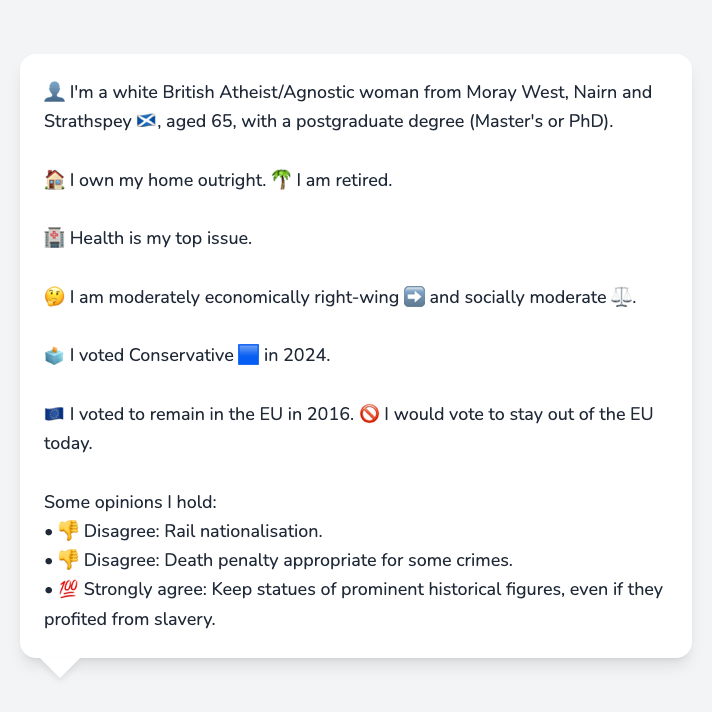 👤 I'm a white British Atheist/Agnostic woman from Moray West, Nairn and
Strathspey 🏴󠁧󠁢󠁳󠁣󠁴󠁿, aged 65, with a postgraduate degree (Master's or PhD).
🏠 I own my home outright. 🌴 I am retired.
🏥 Health is my top issue.
🤔 I am moderately economically right-wing ➡️ and socially moderate ⚖️.
🗳️ I voted Conservative 🟦 in 2024.
🇪🇺 I voted to remain in the EU in 2016. 🚫 I would vote to stay out of the EU
today.
Some opinions I hold:
• 👎 Disagree: Rail nationalisation.
• 👎 Disagree: Death penalty appropriate for some crimes.
• 💯 Strongly agree: Keep statues of prominent historical figures, even if they
profited from slavery.